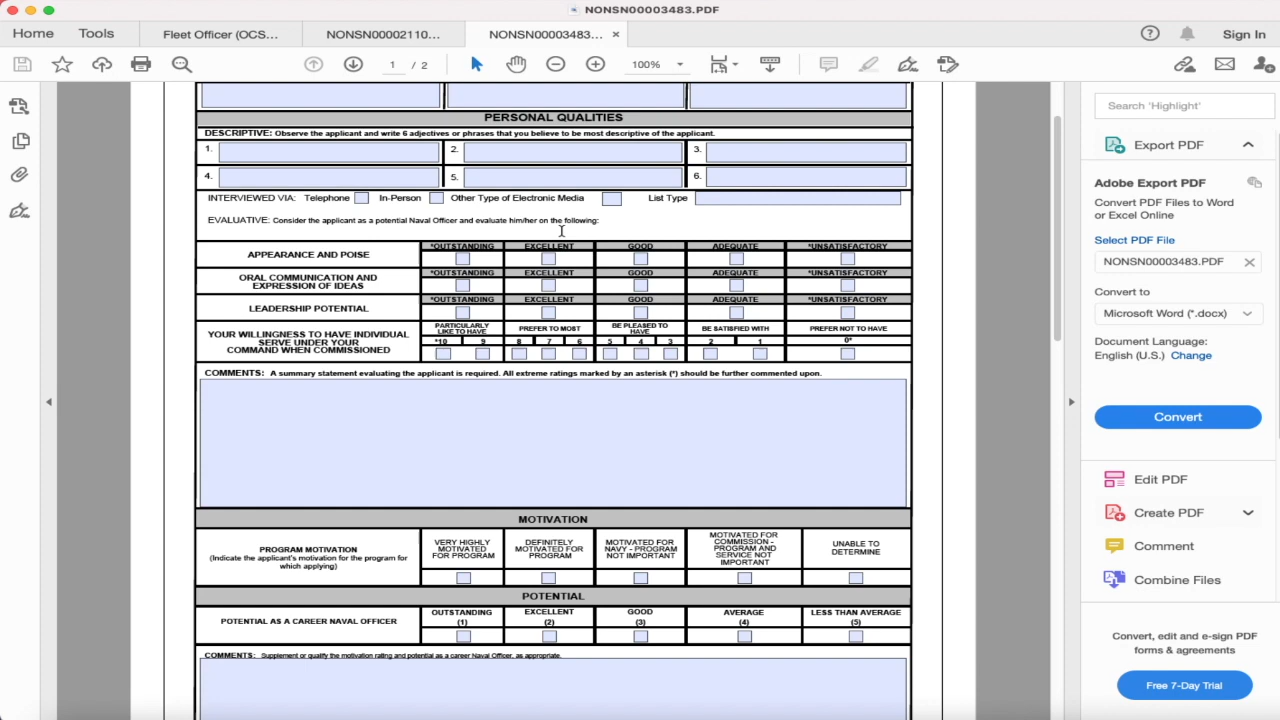 NONSN00003483.PDF
Home Tools Fleet Officer (OCS... NONSN00002110... NONSN00003483... × Sign In
1 / 2 100%
Search 'Highlight'
Export PDF
Adobe Export PDF
Convert PDF Files to Word
or Excel Online
Select PDF File
NONSN00003483.PDF
Convert to
Microsoft Word (*.docx)
Document Language:
English (U.S.) Change
Convert
Edit PDF
Create PDF
Comment
Combine Files
Convert, edit and e-sign PDF
forms & agreements
Free 7-Day Trial
PERSONAL QUALITIES
DESCRIPTIVE: Observe the applicant and write 6 adjectives or phrases that you believe to be most descriptive of the applicant.
1. 2. 3.
4. 5. 6.
INTERVIEWED VIA: Telephone In-Person Other Type of Electronic Media List Type
EVALUATIVE: Consider the applicant as a potential Naval Officer and evaluate him/her on the following:
APPEARANCE AND POISE
*OUTSTANDING EXCELLENT GOOD ADEQUATE *UNSATISFACTORY
ORAL COMMUNICATION AND
EXPRESSION OF IDEAS
*OUTSTANDING EXCELLENT GOOD ADEQUATE *UNSATISFACTORY
LEADERSHIP POTENTIAL
*OUTSTANDING EXCELLENT GOOD ADEQUATE *UNSATISFACTORY
YOUR WILLINGNESS TO HAVE INDIVIDUAL
SERVE UNDER YOUR
COMMAND WHEN COMMISSIONED
PARTICULARLY
LIKE TO HAVE
PREFER TO MOST
BE PLEASED TO
HAVE
BE SATISFIED WITH
PREFER NOT TO HAVE
*10 9 8 7 6 5 4 3 2 1 0*
COMMENTS: A summary statement evaluating the applicant is required. All extreme ratings marked by an asterisk (*) should be further commented upon.
MOTIVATION
PROGRAM MOTIVATION
(Indicate the applicant's motivation for the program for
which applying)
VERY HIGHLY
MOTIVATED
FOR PROGRAM
DEFINITELY
MOTIVATED FOR
PROGRAM
MOTIVATED FOR
NAVY - PROGRAM
NOT IMPORTANT
MOTIVATED FOR
COMMISSION -
PROGRAM AND
SERVICE NOT
IMPORTANT
UNABLE TO
DETERMINE
POTENTIAL
POTENTIAL AS A CAREER NAVAL OFFICER
OUTSTANDING
(1)
EXCELLENT
(2)
GOOD
(3)
AVERAGE
(4)
LESS THAN AVERAGE
(5)
COMMENTS: Supplement or qualify the motivation rating and potential as a career Naval Officer, as appropriate.